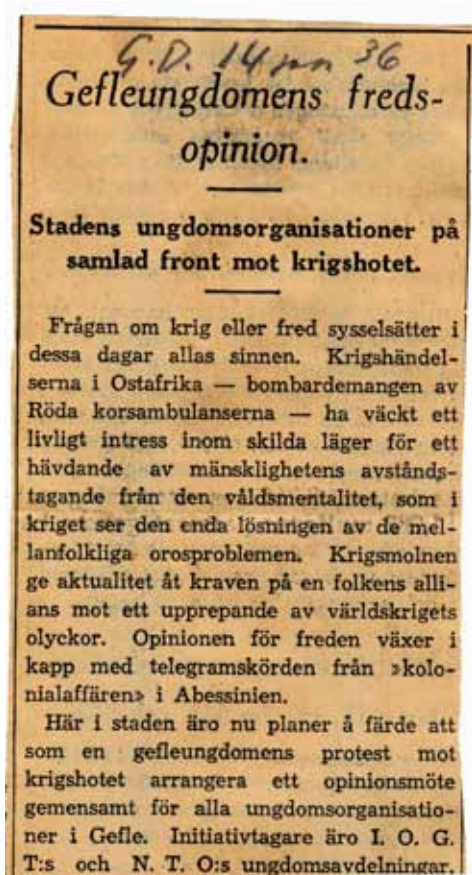 G.D. 14 jan 36
Gefleungdomens freds-
opinion.
Stadens ungdomsorganisationer på
samlad front mot krigshotet.
Frågan om krig eller fred sysselsätter i
dessa dagar allas sinnen. Krigshändel-
serna i Ostafrika — bombardemangen av
Röda korsambulanserna — ha väckt ett
livligt intress inom skilda läger för ett
hävdande av mänsklighetens avstånds-
tagande från den våldsmentalitet, som i
kriget ser den enda lösningen av de mel-
lanfolkliga orosproblemen. Krigsmolnen
ge aktualitet åt kraven på en folkens alli-
ans mot ett upprepande av världskrigets
olyckor. Opinionen för freden växer i
kapp med telegramskörden från »kolo-
nialaffären» i Abessinien.
Här i staden äro nu planer å färde att
som en gefleungdomens protest mot
krigshotet arrangera ett opinionsmöte
gemensamt för alla ungdomsorganisatio-
ner i Gefle. Initiativtagare äro I. O. G.
T:s och N. T. O:s ungdomsavdelningar.